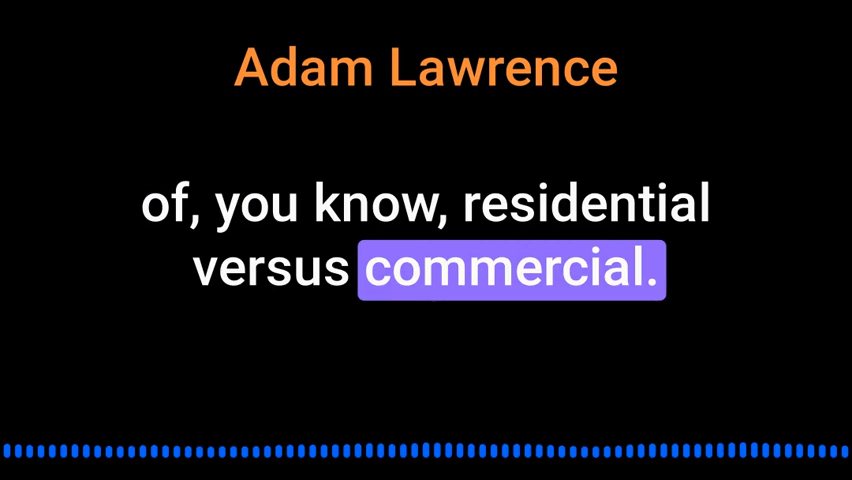 Adam Lawrence
of, you know, residential
versus commercial.